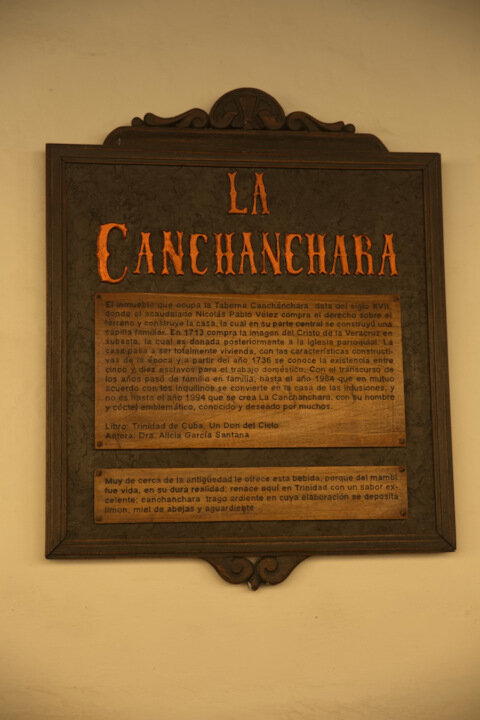 LA
CANCHANCHARA
El inmueble que ocupa la Taberna Canchánchara, data del siglo XVII,
donde el acaudalado Nicolás Pablo Vélez compra el derecho sobre el
terreno y construye la casa, la cual en su parte central se construyó una
capilla familiar. En 1713 compra la imagen del Cristo de la Veracruz en
subasta, la cual es donada posteriormente a la iglesia parroquial. La
casa pasa a ser totalmente vivienda, con las características constructi-
vas de la época y a partir del año 1736 se conoce la existencia entre
cinco y diez esclavos para el trabajo doméstico. Con el transcurso de
los años pasó de familia en familia, hasta el año 1984 que en mutuo
acuerdo con los inquilinos se convierte en la casa de las infusiones, y
no es hasta el año 1994 que se crea La Canchanchara, con su nombre
y cóctel emblemático, conocido y deseado por muchos.
Libro: Trinidad de Cuba, Un Don del Cielo
Autora: Dra. Alicia García Santana
Muy de cerca de la antigüedad le ofrece esta bebida, porque del mambí
fue vida, en su dura realidad; renace aquí en Trinidad con un sabor ex-
celente; canchanchara trago ardiente en cuya elaboración se deposita
limón, miel de abejas y aguardiente